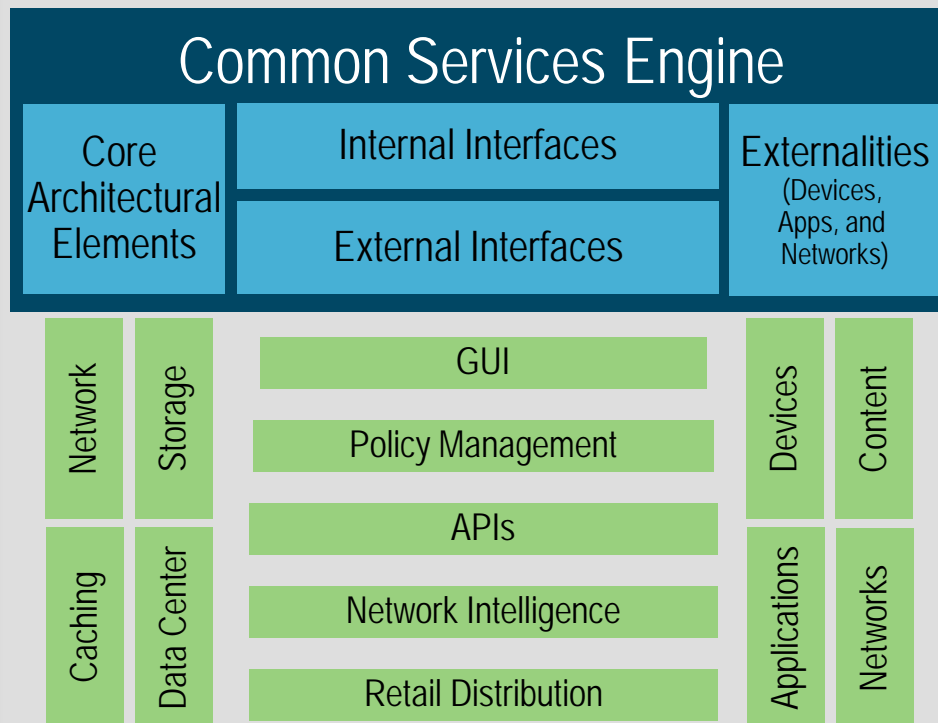 Common Services Engine
Core
Architectural
Elements
Internal Interfaces
External Interfaces
Externalities
(Devices,
Apps, and
Networks)
Network
Storage
Caching
Data Center
GUI
Policy Management
APIs
Network Intelligence
Retail Distribution
Devices
Content
Applications
Networks